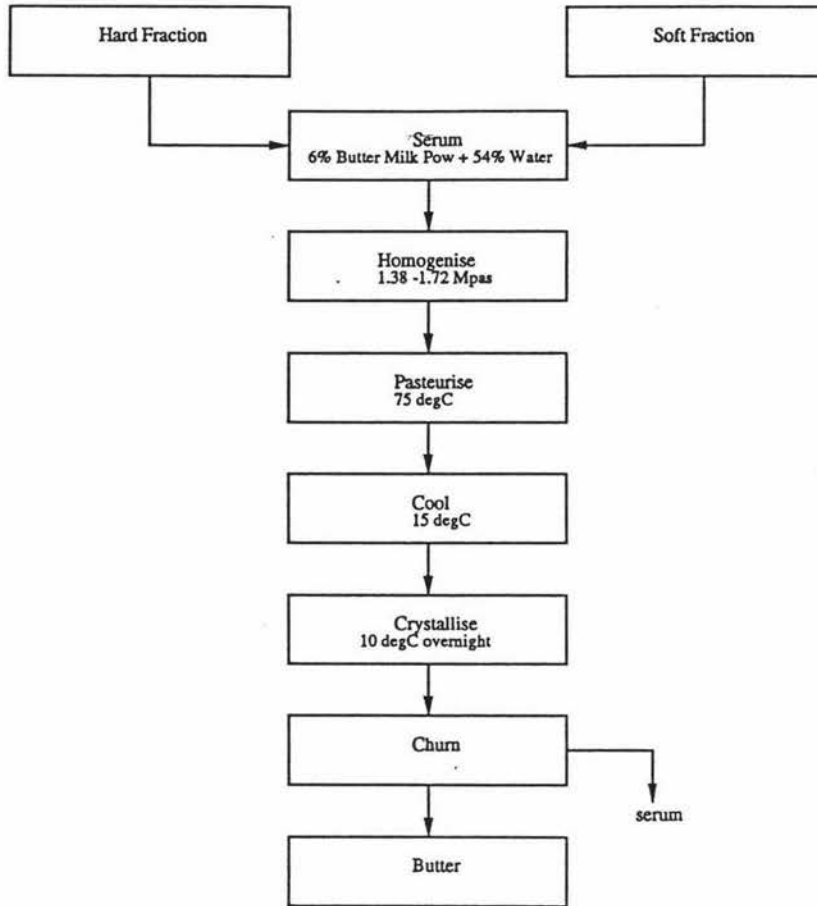 Hard Fraction
Soft Fraction
Serum
6% Butter Milk Pow + 54% Water
Homogenise
1.38 -1.72 Mpas
Pasteurise
75 degC
Cool
15 degC
Crystallise
10 degC overnight
Churn
serum
Butter